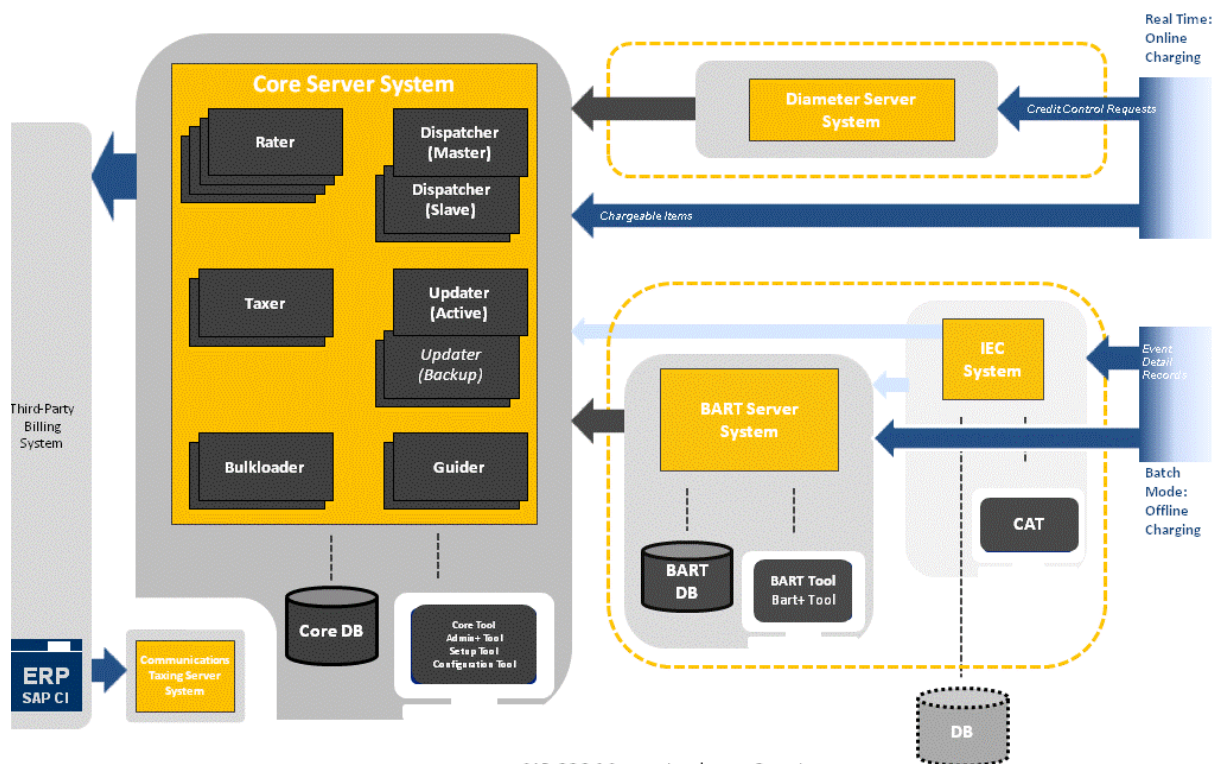 Real Time:
Online
Charging
Core Server System
Rater
Dispatcher
(Master)
Dispatcher
(Slave)
Taxer
Updater
(Active)
Updater
(Backup)
Bulkloader
Guider
Diameter Server
System
Credit Control Requests
Chargeable Items
IEC
System
Event
Detail
Records
BART Server
System
Batch
Mode:
Offline
Charging
CAT
BART
DB
BART Tool
Bart+ Tool
Third-Party
Billing
System
Core DB
Core Tool
Admin+ Tool
Setup Tool
Configuration Tool
ERP
SAP CI
Communications
Taxing Server
System
DB